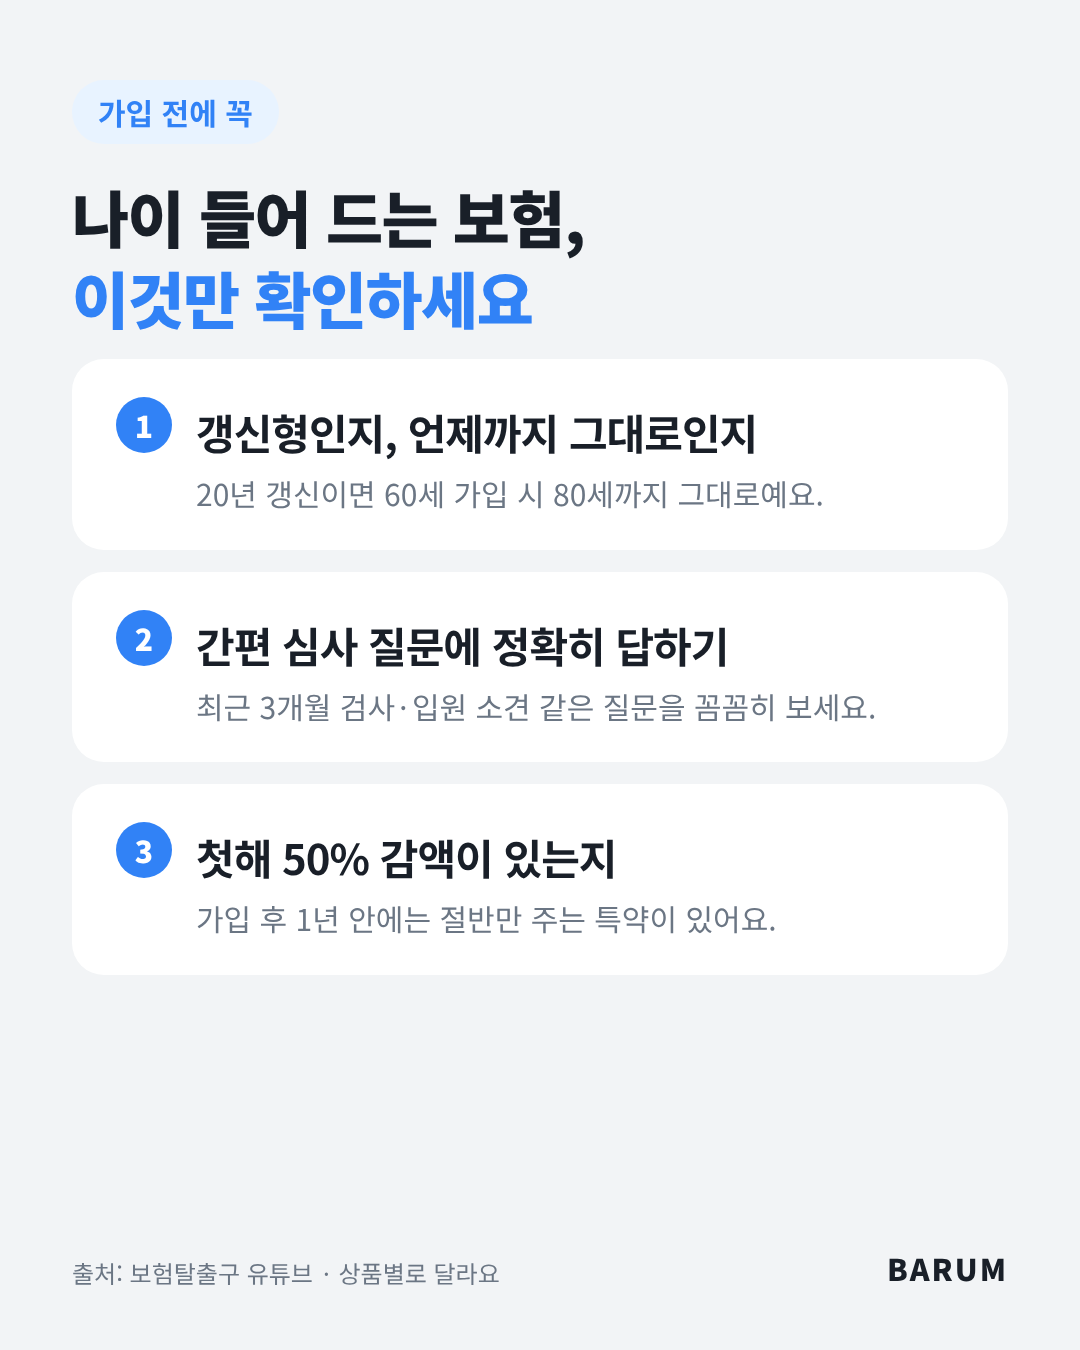 가입 전에 꼭
나이 들어 드는 보험,
이것만 확인하세요
1 갱신형인지, 언제까지 그대로인지
20년 갱신이면 60세 가입 시 80세까지 그대로예요.
2 간편 심사 질문에 정확히 답하기
최근 3개월 검사·입원 소견 같은 질문을 꼼꼼히 보세요.
3 첫해 50% 감액이 있는지
가입 후 1년 안에는 절반만 주는 특약이 있어요.
출처: 보험탈출구 유튜브 · 상품별로 달라요
BARUM